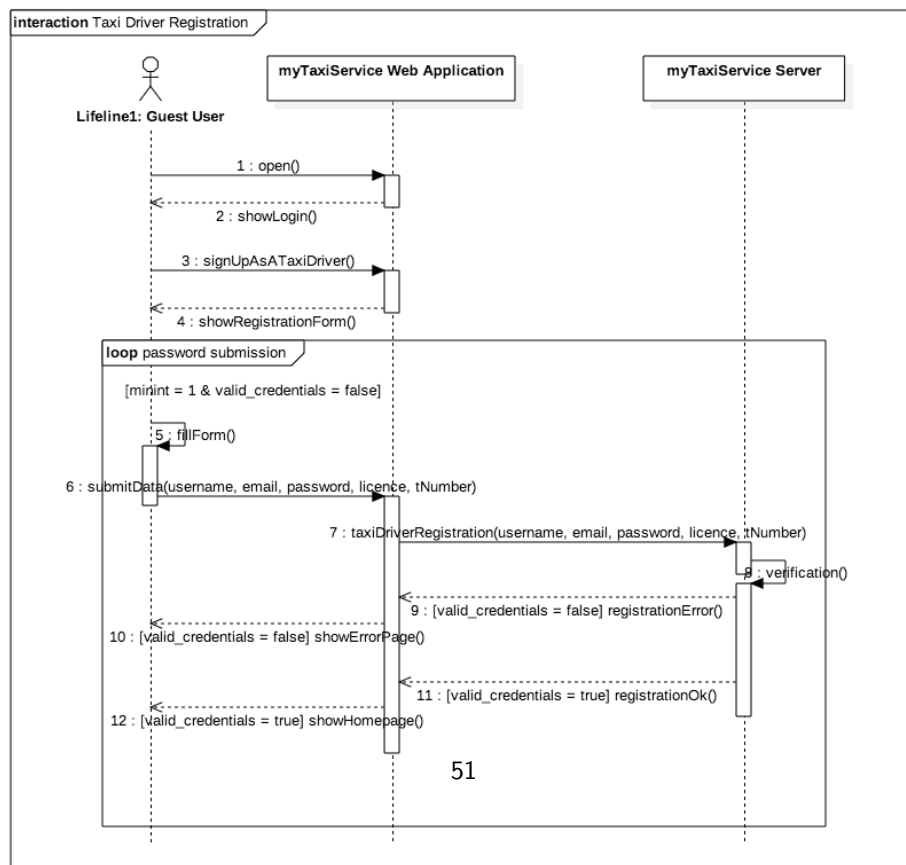 interaction Taxi Driver Registration
myTaxiService Web Application
myTaxiService Server
Lifeline1: Guest User
1 : open()
2 : showLogin()
3 : signUpAsATaxiDriver()
4 : showRegistrationForm()
loop password submission
[minint = 1 & valid_credentials = false]
5 : fillForm()
6 : submitData(username, email, password, licence, tNumber)
7 : taxiDriverRegistration(username, email, password, licence, tNumber)
8 : verification()
9 : [valid_credentials = false] registrationError()
10 : [valid_credentials = false] showErrorPage()
11 : [valid_credentials = true] registrationOk()
12 : [valid_credentials = true] showHomepage()
51